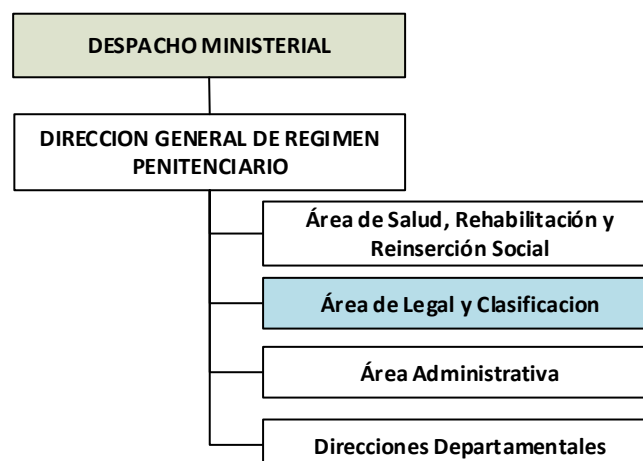 DESPACHO MINISTERIAL
DIRECCION GENERAL DE REGIMEN
PENITENCIARIO
Área de Salud, Rehabilitación y
Reinserción Social
Área de Legal y Clasificacion
Área Administrativa
Direcciones Departamentales